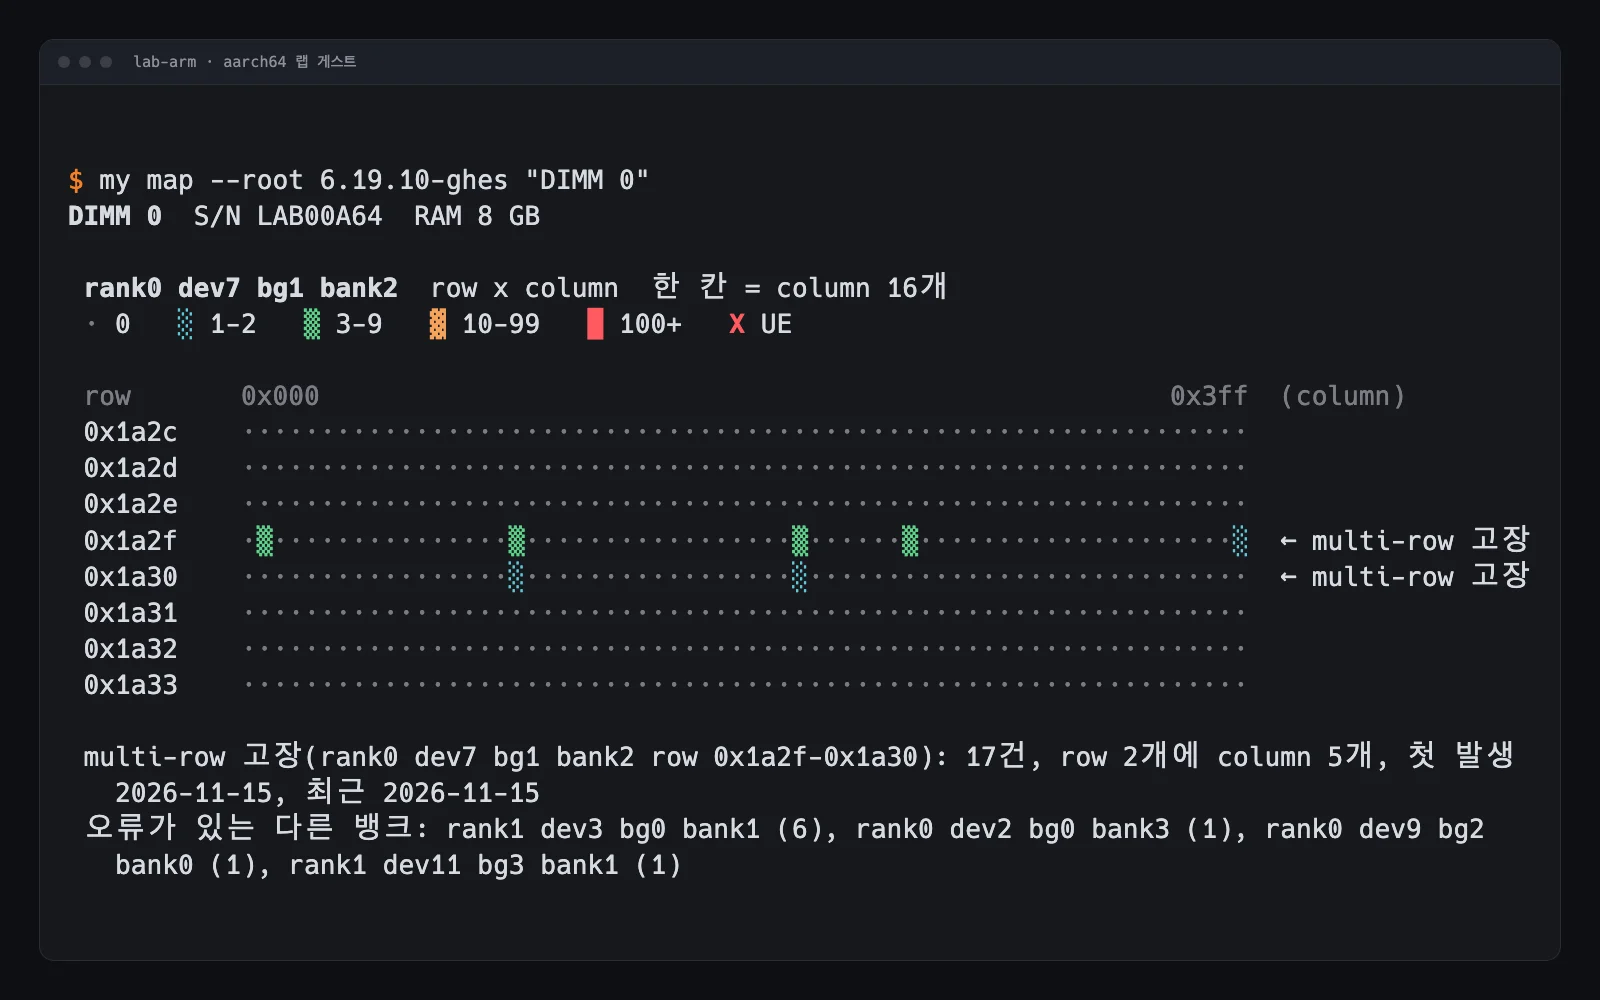 lab-arm · aarch64 랩 게스트
$ my map --root 6.19.10-ghes "DIMM 0"
DIMM 0  S/N LAB00A64  RAM 8 GB
rank0 dev7 bg1 bank2  row x column  한 칸 = column 16개
· 0  ░ 1-2  ▒ 3-9  ▓ 10-99  █ 100+  X UE
row  0x000  0x3ff  (column)
0x1a2c ································································
0x1a2d ································································
0x1a2e ································································
0x1a2f ·▒···············▒·················▒······▒····················░ ← multi-row 고장
0x1a30 ·················░·················░···························· ← multi-row 고장
0x1a31 ································································
0x1a32 ································································
0x1a33 ································································
multi-row 고장(rank0 dev7 bg1 bank2 row 0x1a2f-0x1a30): 17건, row 2개에 column 5개, 첫 발생
2026-11-15, 최근 2026-11-15
오류가 있는 다른 뱅크: rank1 dev3 bg0 bank1 (6), rank0 dev2 bg0 bank3 (1), rank0 dev9 bg2
bank0 (1), rank1 dev11 bg3 bank1 (1)